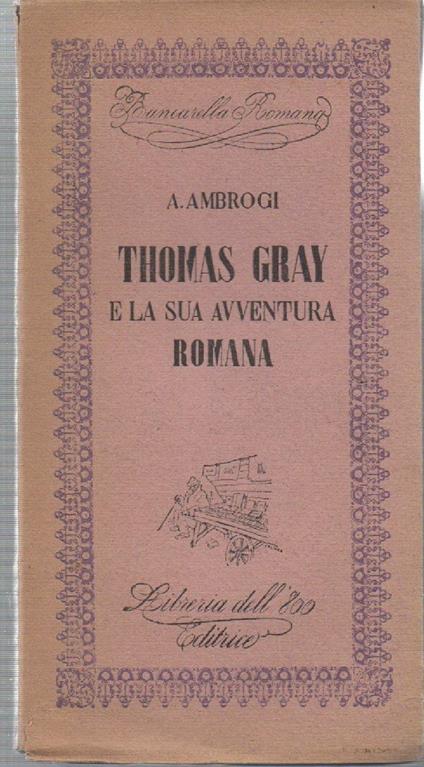 Bancarella Romana
A. AMBROGI
THOMAS GRAY
E LA SUA AVVENTURA
ROMANA
Libreria dell'800
Editrice